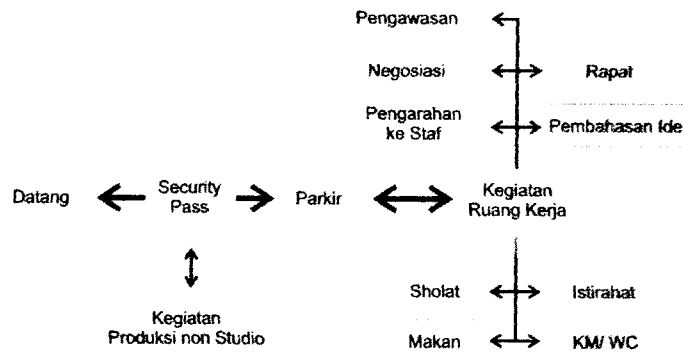 Pengawasan
Negosiasi
Rapat
Pengarahan
ke Staf
Pembahasan Ide
Datang
Security
Pass
Parkir
Kegiatan
Ruang Kerja
Kegiatan
Produksi non Studio
Sholat
Istirahat
Makan
KM/ WC